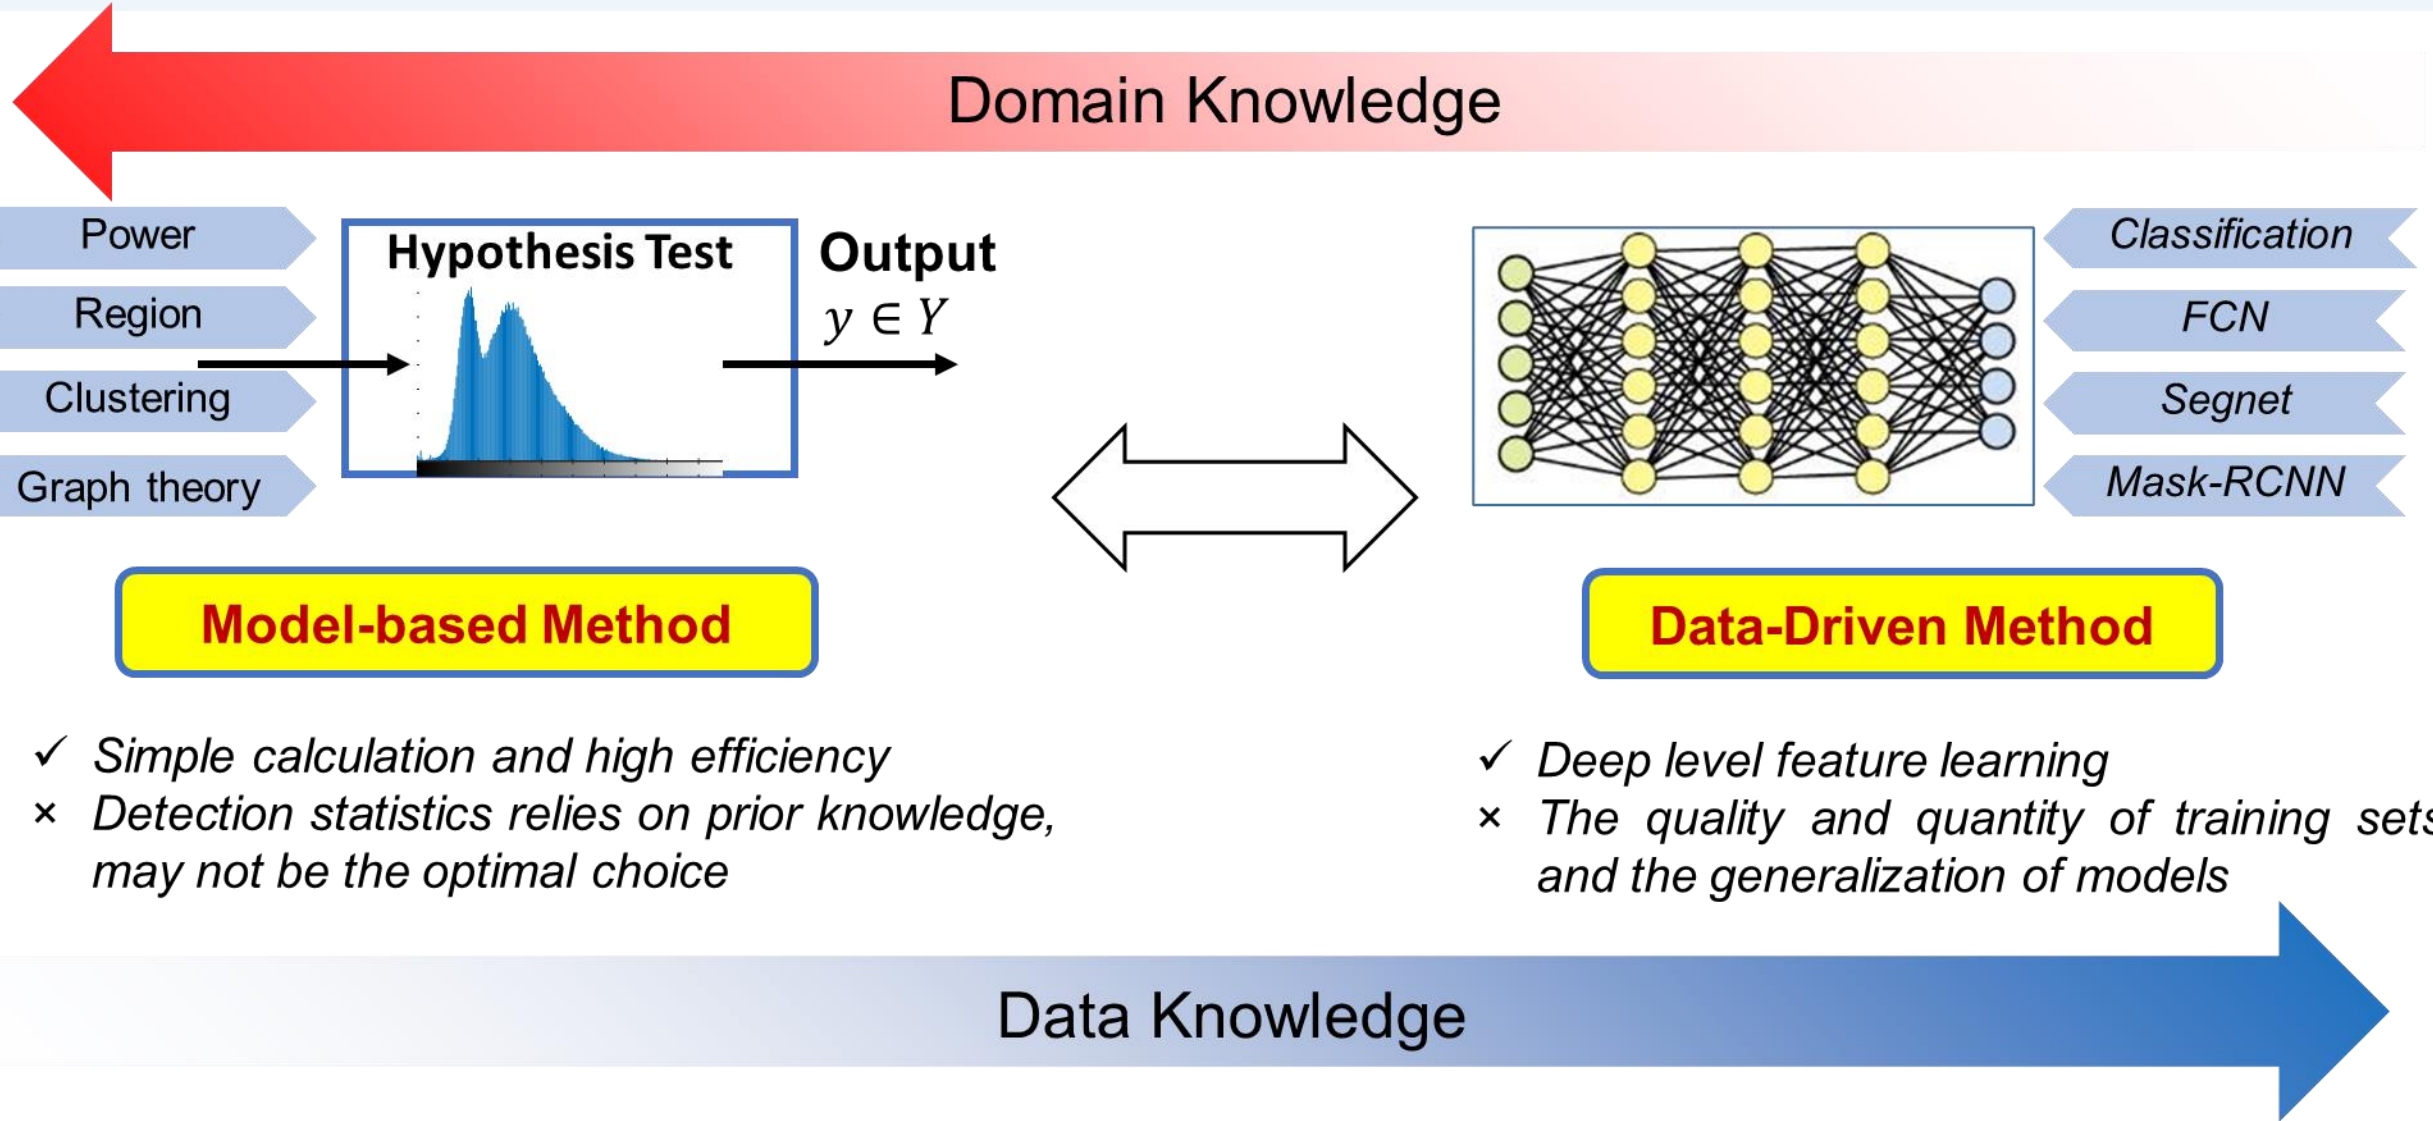 Domain Knowledge
Power
Region
Clustering
Graph theory
Hypothesis Test
Output
y ∈ Y
Classification
FCN
Segnet
Mask-RCNN
Model-based Method
Data-Driven Method
✓ Simple calculation and high efficiency
× Detection statistics relies on prior knowledge,
may not be the optimal choice
✓ Deep level feature learning
× The quality and quantity of training sets
and the generalization of models
Data Knowledge